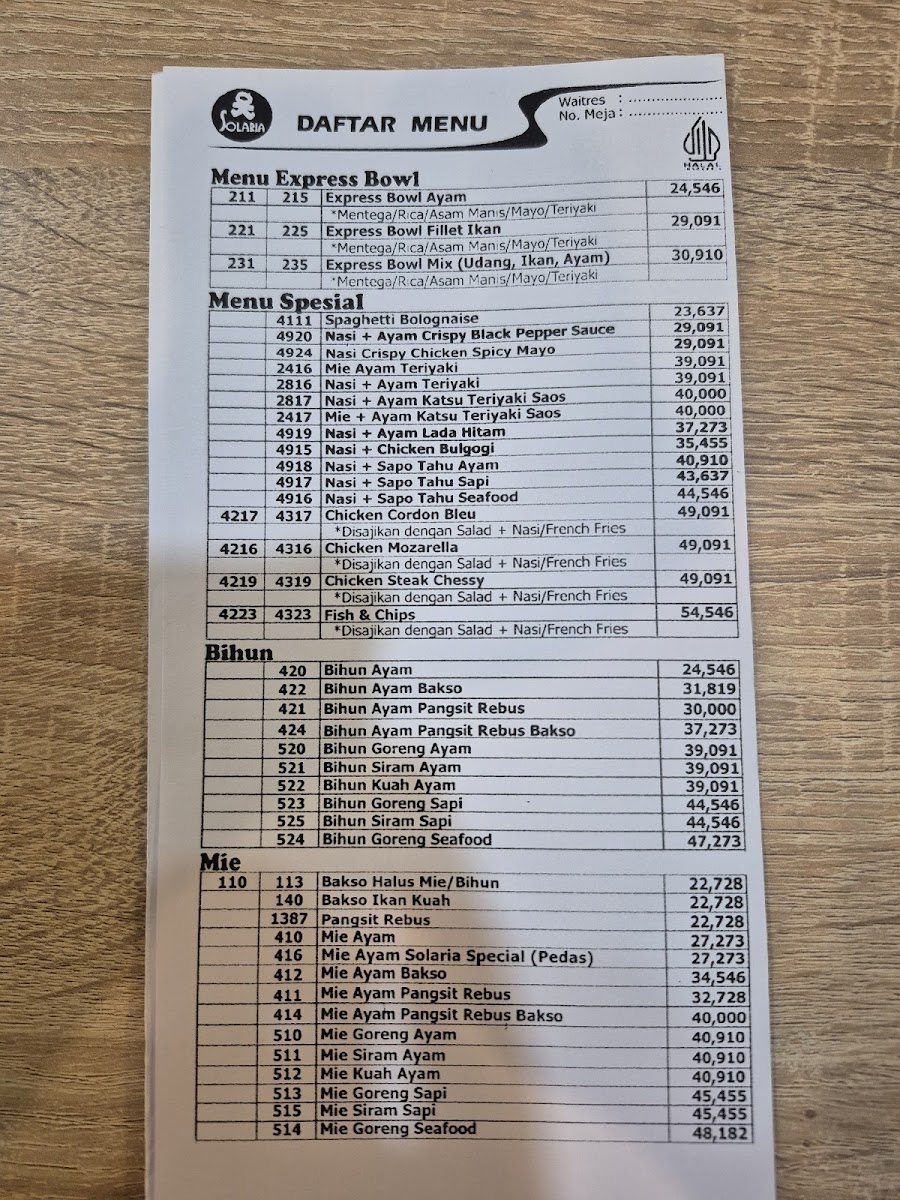 SOLARIA
DAFTAR MENU
Waitres : ........................
No. Meja : ........................
HALAL
Menu Express Bowl
211 215 Express Bowl Ayam 24,546
*Mentega/Rica/Asam Manis/Mayo/Teriyaki
221 225 Express Bowl Fillet Ikan 29,091
*Mentega/Rica/Asam Manis/Mayo/Teriyaki
231 235 Express Bowl Mix (Udang, Ikan, Ayam) 30,910
*Mentega/Rica/Asam Manis/Mayo/Teriyaki
Menu Spesial
4111 Spaghetti Bolognaise 23,637
4920 Nasi + Ayam Crispy Black Pepper Sauce 29,091
4924 Nasi Crispy Chicken Spicy Mayo 29,091
2416 Mie Ayam Teriyaki 39,091
2816 Nasi + Ayam Teriyaki 39,091
2817 Nasi + Ayam Katsu Teriyaki Saos 40,000
2417 Mie + Ayam Katsu Teriyaki Saos 40,000
4919 Nasi + Ayam Lada Hitam 37,273
4915 Nasi + Chicken Bulgogi 35,455
4918 Nasi + Sapo Tahu Ayam 40,910
4917 Nasi + Sapo Tahu Sapi 43,637
4916 Nasi + Sapo Tahu Seafood 44,546
4217 4317 Chicken Cordon Bleu 49,091
*Disajikan dengan Salad + Nasi/French Fries
4216 4316 Chicken Mozarella 49,091
*Disajikan dengan Salad + Nasi/French Fries
4219 4319 Chicken Steak Chessy 49,091
*Disajikan dengan Salad + Nasi/French Fries
4223 4323 Fish & Chips 54,546
*Disajikan dengan Salad + Nasi/French Fries
Bihun
420 Bihun Ayam 24,546
422 Bihun Ayam Bakso 31,819
421 Bihun Ayam Pangsit Rebus 30,000
424 Bihun Ayam Pangsit Rebus Bakso 37,273
520 Bihun Goreng Ayam 39,091
521 Bihun Siram Ayam 39,091
522 Bihun Kuah Ayam 39,091
523 Bihun Goreng Sapi 44,546
525 Bihun Siram Sapi 44,546
524 Bihun Goreng Seafood 47,273
Mie
110 113 Bakso Halus Mie/Bihun 22,728
140 Bakso Ikan Kuah 22,728
1387 Pangsit Rebus 22,728
410 Mie Ayam 27,273
416 Mie Ayam Solaria Special (Pedas) 27,273
412 Mie Ayam Bakso 34,546
411 Mie Ayam Pangsit Rebus 32,728
414 Mie Ayam Pangsit Rebus Bakso 40,000
510 Mie Goreng Ayam 40,910
511 Mie Siram Ayam 40,910
512 Mie Kuah Ayam 40,910
513 Mie Goreng Sapi 45,455
515 Mie Siram Sapi 45,455
514 Mie Goreng Seafood 48,182